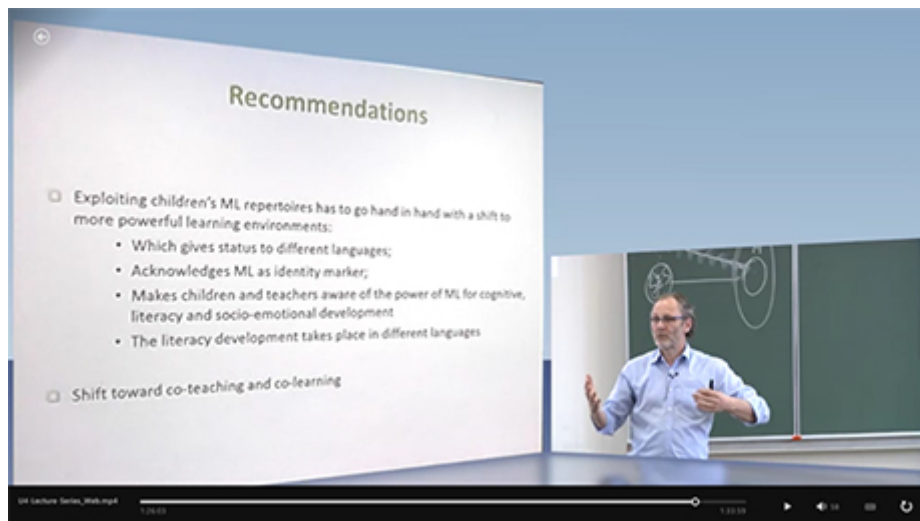 Recommendations
Exploiting children's ML repertoires has to go hand in hand with a shift to
more powerful learning environments:
• Which gives status to different languages;
• Acknowledges ML as identity marker;
• Makes children and teachers aware of the power of ML for cognitive,
literacy and socio-emotional development
• The literacy development takes place in different languages
Shift toward co-teaching and co-learning
U4 Lecture Series_Web.mp4
1:26:03
1:33:59
58